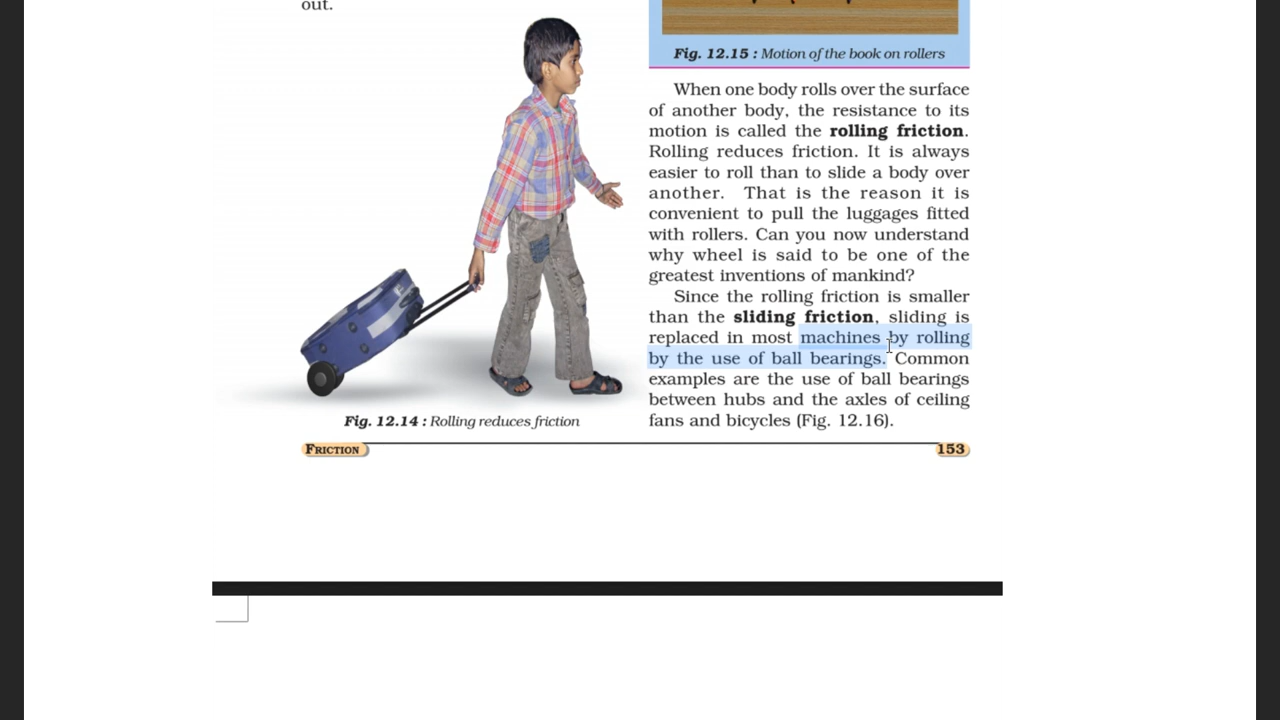 out.
Fig. 12.14 : Rolling reduces friction
Fig. 12.15 : Motion of the book on rollers
When one body rolls over the surface
of another body, the resistance to its
motion is called the rolling friction.
Rolling reduces friction. It is always
easier to roll than to slide a body over
another. That is the reason it is
convenient to pull the luggages fitted
with rollers. Can you now understand
why wheel is said to be one of the
greatest inventions of mankind?
Since the rolling friction is smaller
than the sliding friction, sliding is
replaced in most machines by rolling
by the use of ball bearings. Common
examples are the use of ball bearings
between hubs and the axles of ceiling
fans and bicycles (Fig. 12.16).
FRICTION
153